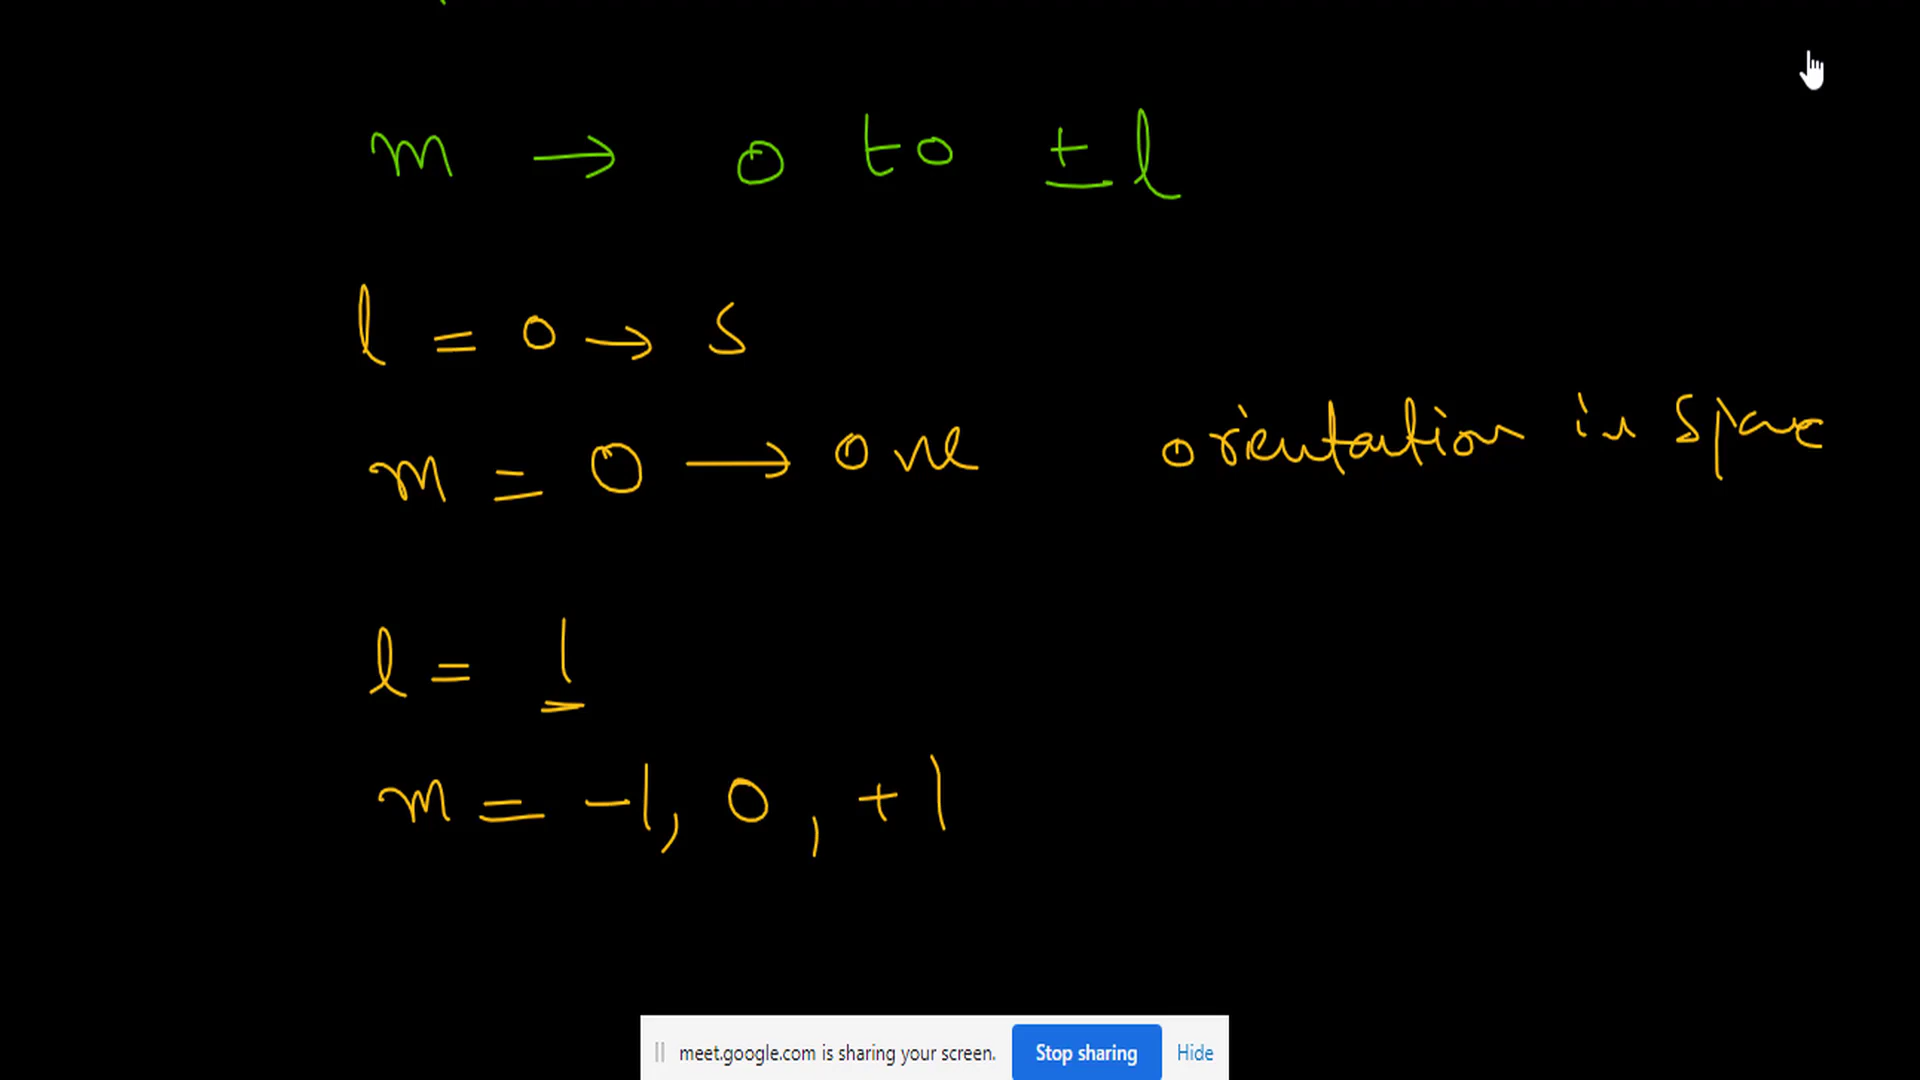 m → 0 to ± l
l = 0 → s
m = 0 → one orientation in space
l = 1
m = -1, 0, +1
meet.google.com is sharing your screen. Stop sharing Hide